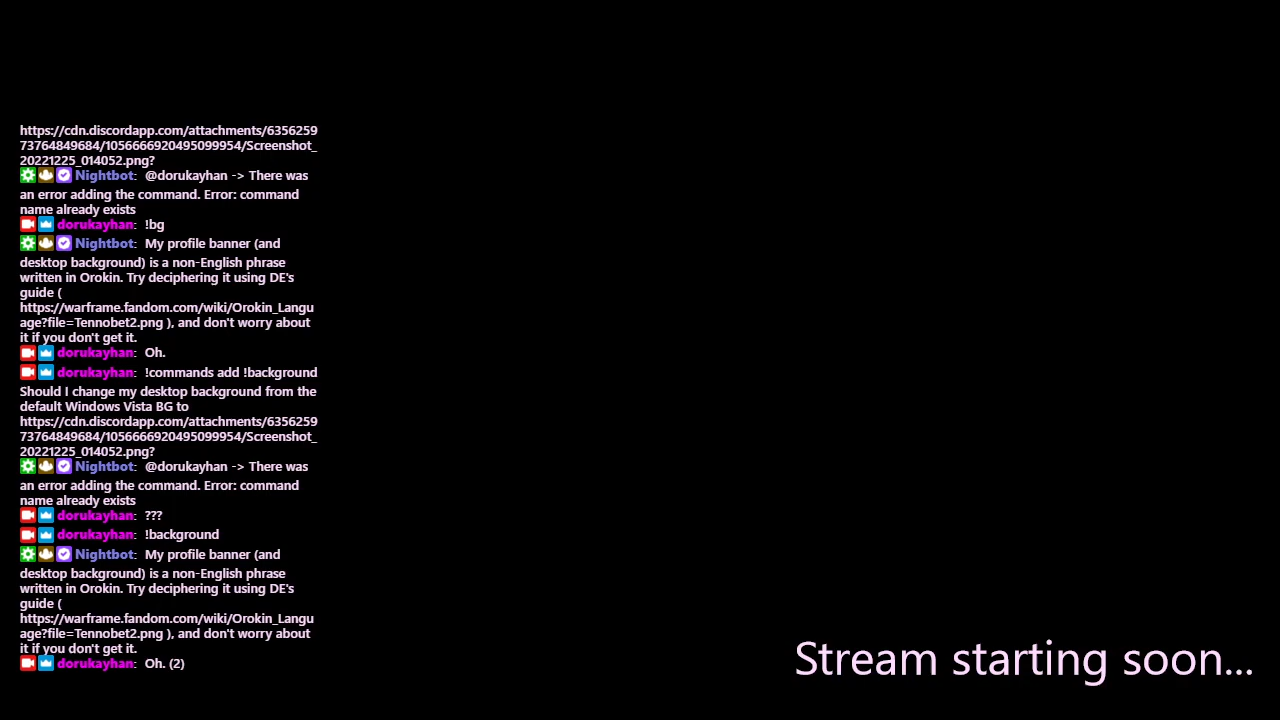 https://cdn.discordapp.com/attachments/6356259
73764849684/1056666920495099954/Screenshot_
20221225_014052.png?
Nightbot: @dorukayhan -> There was
an error adding the command. Error: command
name already exists
dorukayhan: !bg
Nightbot: My profile banner (and
desktop background) is a non-English phrase
written in Orokin. Try deciphering it using DE's
guide (
https://warframe.fandom.com/wiki/Orokin_Langu
age?file=Tennobet2.png ), and don't worry about
it if you don't get it.
dorukayhan: Oh.
dorukayhan: !commands add !background
Should I change my desktop background from the
default Windows Vista BG to
https://cdn.discordapp.com/attachments/6356259
73764849684/1056666920495099954/Screenshot_
20221225_014052.png?
Nightbot: @dorukayhan -> There was
an error adding the command. Error: command
name already exists
dorukayhan: ???
dorukayhan: !background
Nightbot: My profile banner (and
desktop background) is a non-English phrase
written in Orokin. Try deciphering it using DE's
guide (
https://warframe.fandom.com/wiki/Orokin_Langu
age?file=Tennobet2.png ), and don't worry about
it if you don't get it.
dorukayhan: Oh. (2)
Stream starting soon...